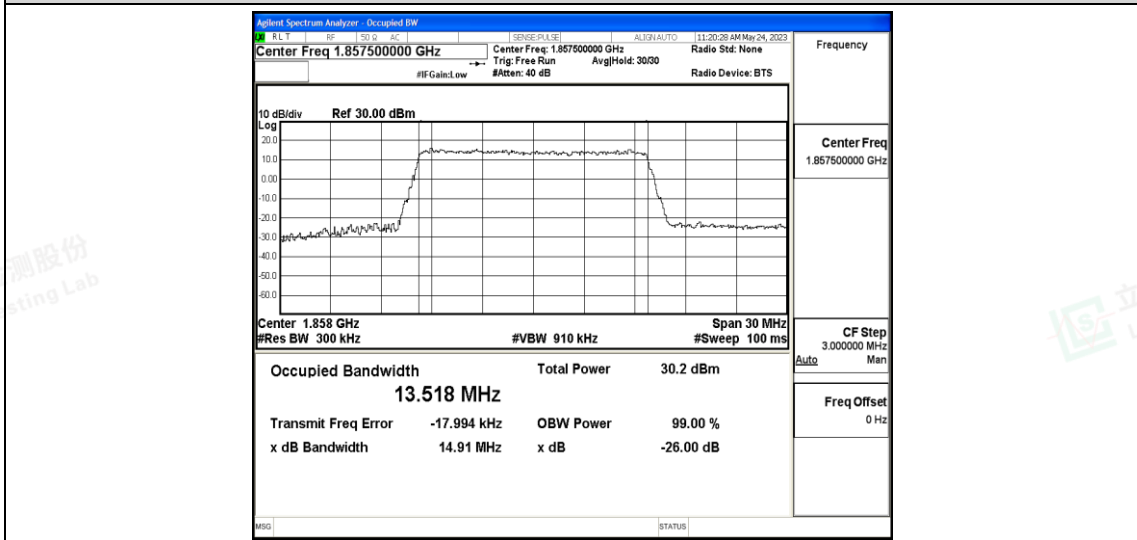 Agilent Spectrum Analyzer - Occupied BW
RLT RF 50 Ω AC SENSE:PULSE ALIGNAUTO 11:20:28 AM May 24, 2023
Center Freq 1.857500000 GHz
Center Freq: 1.857500000 GHz
Radio Std: None
Trig: Free Run Avg|Hold: 30/30
#IFGain:Low #Atten: 40 dB Radio Device: BTS
Frequency
10 dB/div Ref 30.00 dBm
Log
20.0
10.0
0.00
-10.0
-20.0
-30.0
-40.0
-50.0
-60.0
Center 1.858 GHz Span 30 MHz
#Res BW 300 kHz #VBW 910 kHz #Sweep 100 ms
Occupied Bandwidth Total Power 30.2 dBm
13.518 MHz
Transmit Freq Error -17.994 kHz OBW Power 99.00 %
x dB Bandwidth 14.91 MHz x dB -26.00 dB
Center Freq
1.857500000 GHz
CF Step
3.000000 MHz
Auto Man
Freq Offset
0 Hz
MSG STATUS
测股份
sting Lab
立